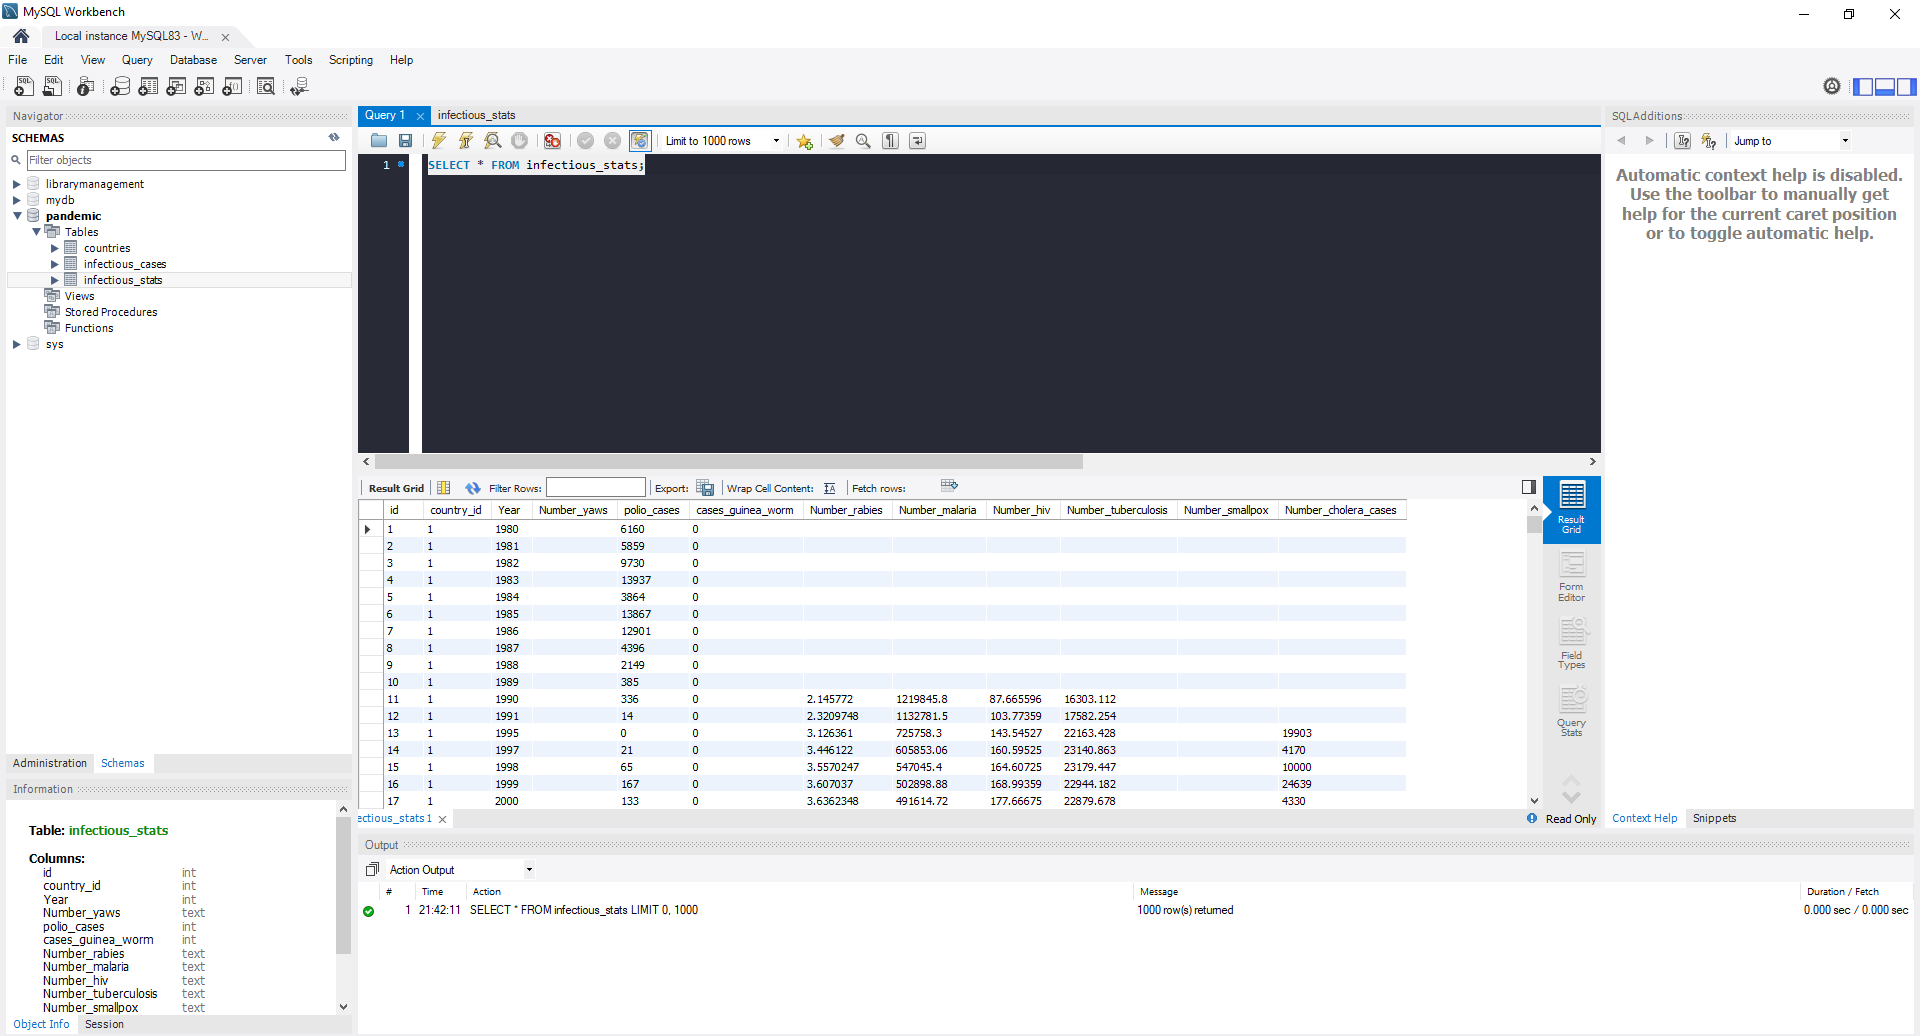 MySQL Workbench
Local instance MySQL83 - W...
File Edit View Query Database Server Tools Scripting Help
Navigator
SCHEMAS
Filter objects
librarymanagement
mydb
pandemic
Tables
countries
infectious_cases
infectious_stats
Views
Stored Procedures
Functions
sys
Administration Schemas
Information
Table: infectious_stats
Columns:
id int
country_id int
Year int
Number_yaws text
polio_cases int
cases_guinea_worm int
Number_rabies text
Number_malaria text
Number_hiv text
Number_tuberculosis text
Number_smallpox text
Object Info Session
Query 1 infectious_stats
Limit to 1000 rows
1 SELECT * FROM infectious_stats;
Result Grid Filter Rows: Export: Wrap Cell Content: Fetch rows:
id country_id Year Number_yaws polio_cases cases_guinea_worm Number_rabies Number_malaria Number_hiv Number_tuberculosis Number_smallpox Number_cholera_cases
1 1 1980 6160 0
2 1 1981 5859 0
3 1 1982 9730 0
4 1 1983 13937 0
5 1 1984 3864 0
6 1 1985 13867 0
7 1 1986 12901 0
8 1 1987 4396 0
9 1 1988 2149 0
10 1 1989 385 0
11 1 1990 336 0 2.145772 1219845.8 87.665596 16303.112
12 1 1991 14 0 2.3209748 1132781.5 103.77359 17582.254
13 1 1995 0 0 3.126361 725758.3 143.54527 22163.428 19903
14 1 1997 21 0 3.446122 605853.06 160.59525 23140.863 4170
15 1 1998 65 0 3.5570247 547045.4 164.60725 23179.447 10000
16 1 1999 167 0 3.607037 502898.88 168.99359 22944.182 24639
17 1 2000 133 0 3.6362348 491614.72 177.66675 22879.678 4330
Result
Grid
Form
Editor
Field
Types
Query
Stats
ectious_stats1
Read Only
Output
Action Output
# Time Action Message Duration / Fetch
1 21:42:11 SELECT * FROM infectious_stats LIMIT 0, 1000 1000 row(s) returned 0.000 sec / 0.000 sec
SQLAdditions
Jump to
Automatic context help is disabled.
Use the toolbar to manually get
help for the current caret position
or to toggle automatic help.
Context Help Snippets